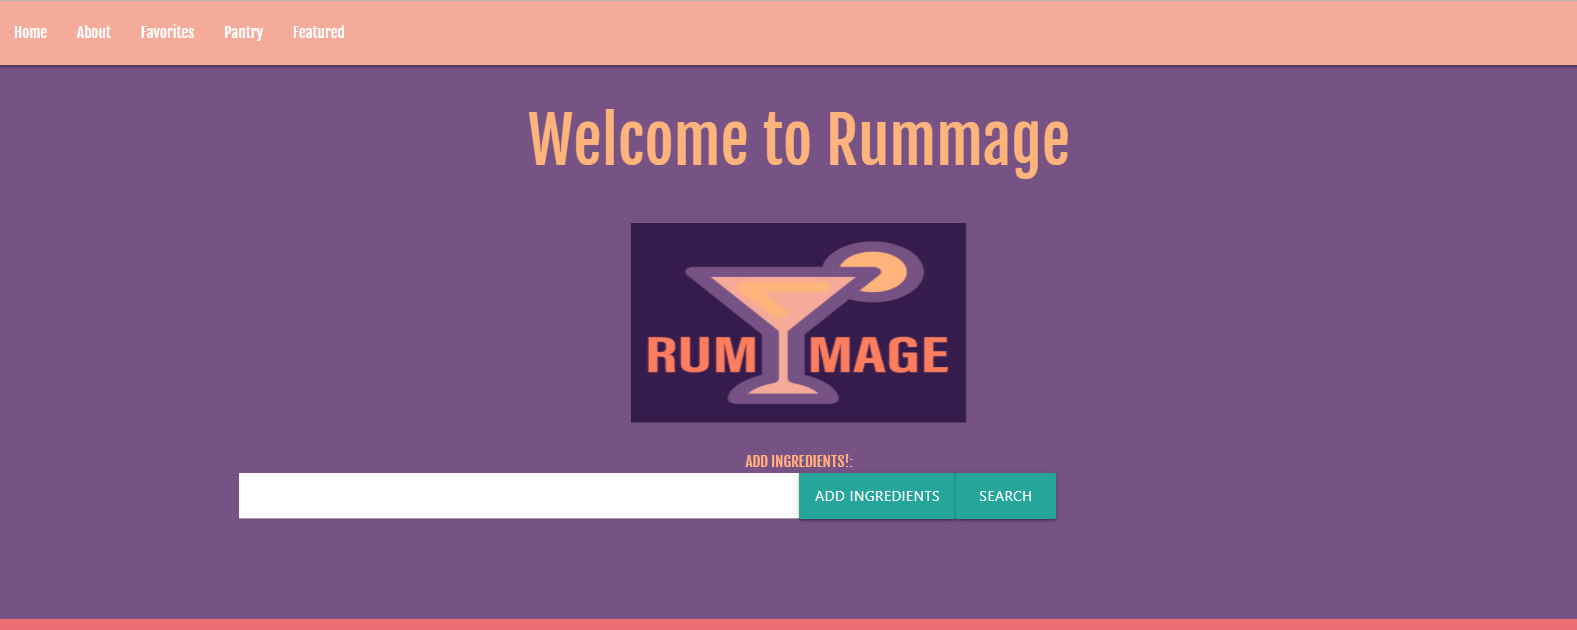 Home About Favorites Pantry Featured
Welcome to Rummage
RUM MAGE
ADD INGREDIENTS!:
ADD INGREDIENTS SEARCH